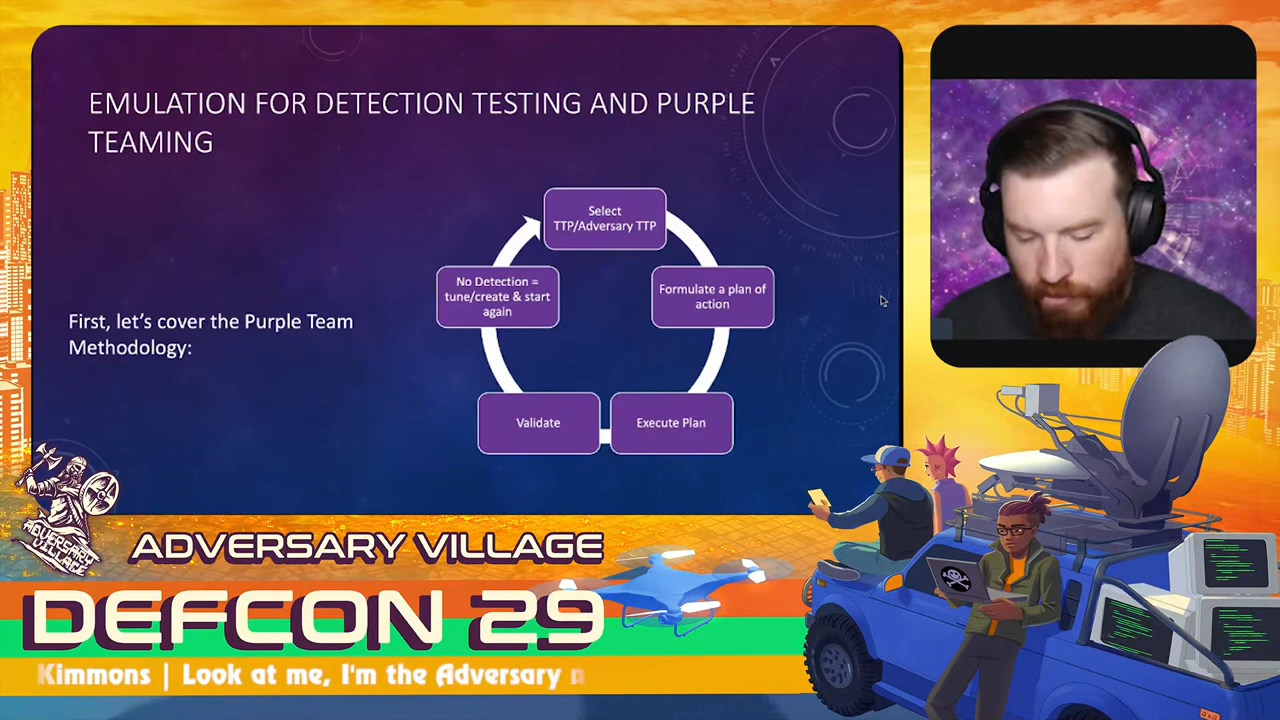 EMULATION FOR DETECTION TESTING AND PURPLE
TEAMING
Select
TTP/Adversary TTP
No Detection =
tune/create & start
again
Formulate a plan of
action
First, let's cover the Purple Team
Methodology:
Validate
Execute Plan
ADVERSARY
VILLAGE
ADVERSARY VILLAGE
DEFCON 29
Kimmons | Look at me, I'm the Adversary n